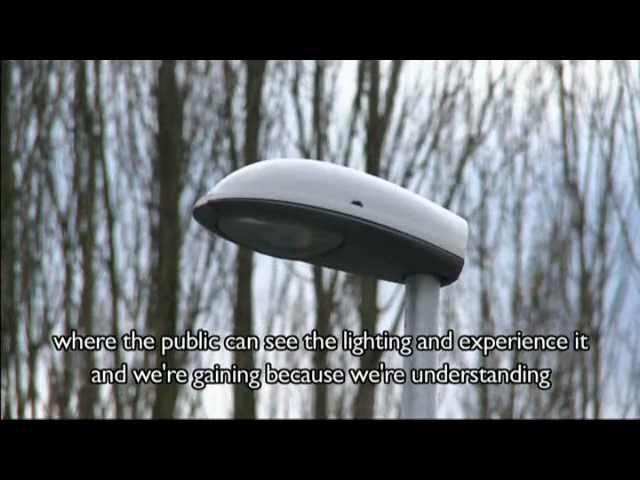 where the public can see the lighting and experience it
and we're gaining because we're understanding